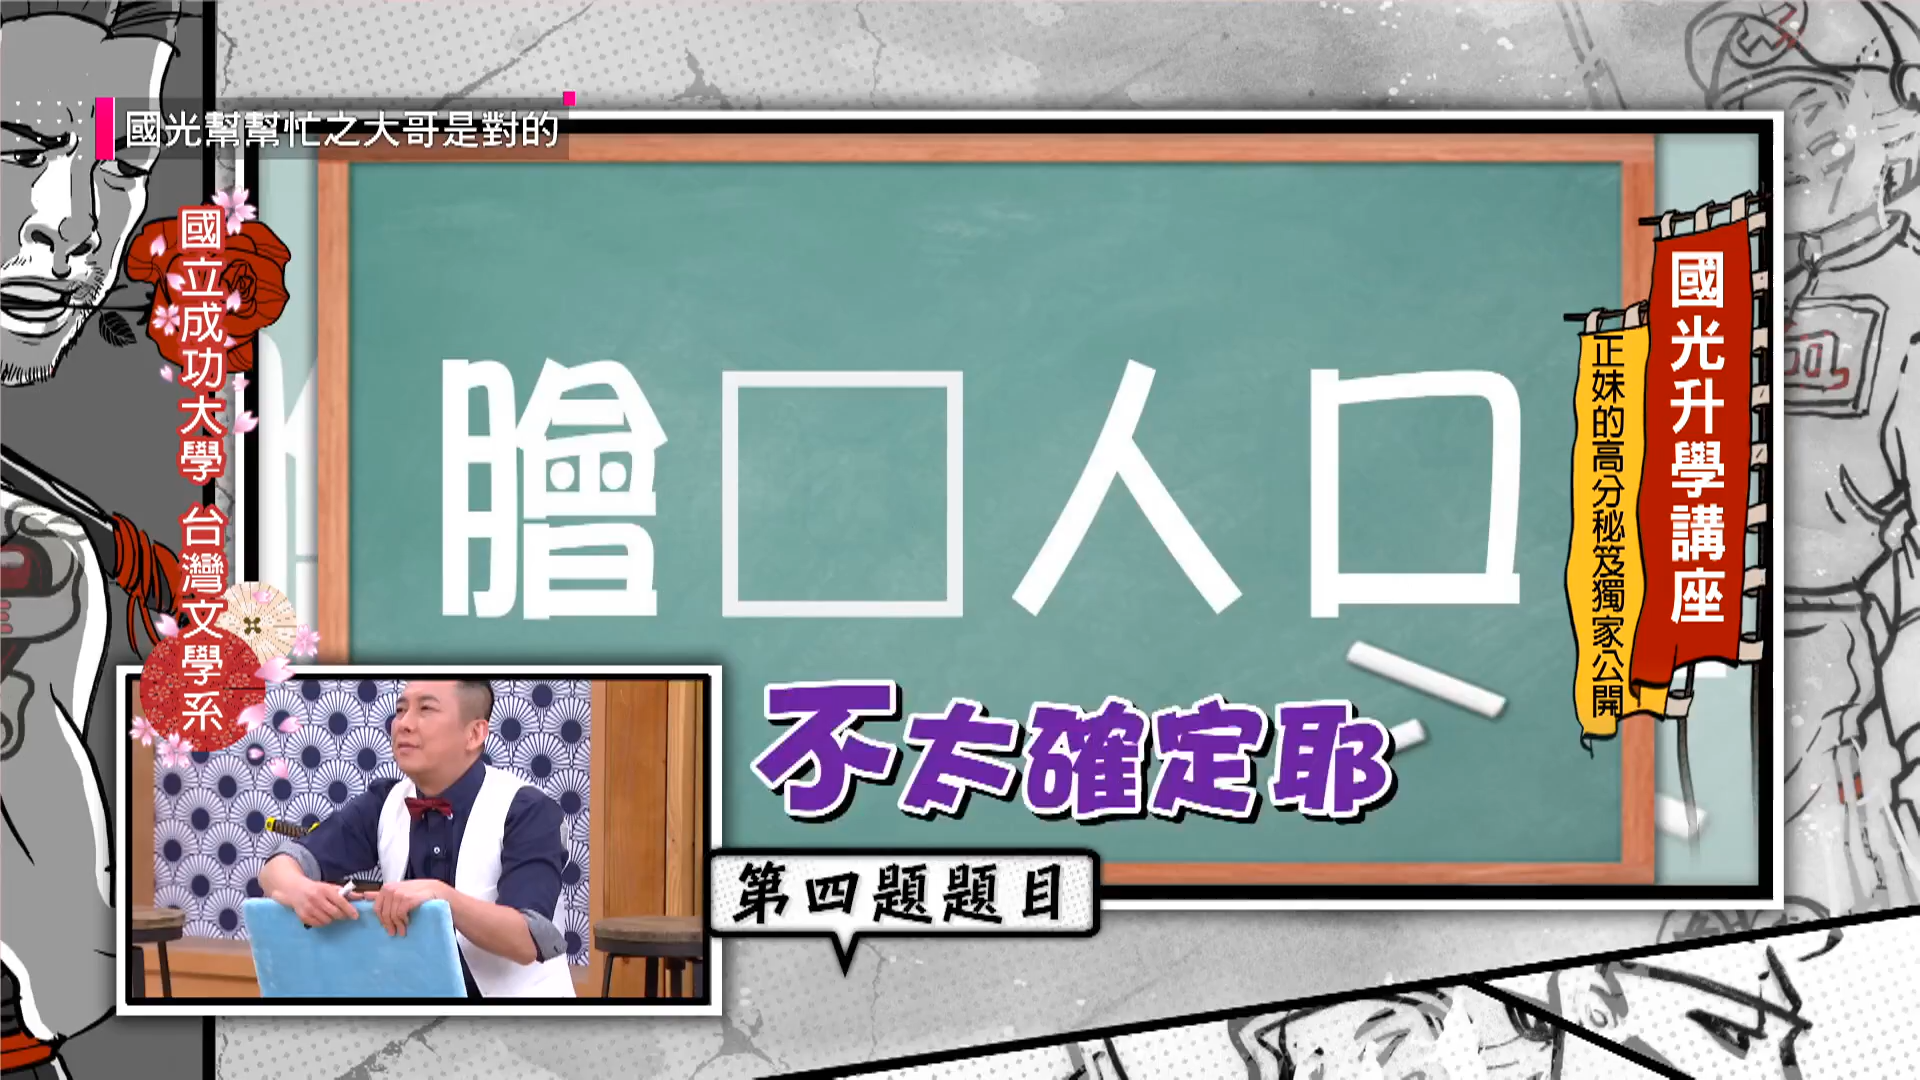 國光幫幫忙之大哥是對的
國立成功大學 台灣文學系
膾□人口
國光升學講座
正妹的高分秘笈獨家公開
不太確定耶
第四題題目